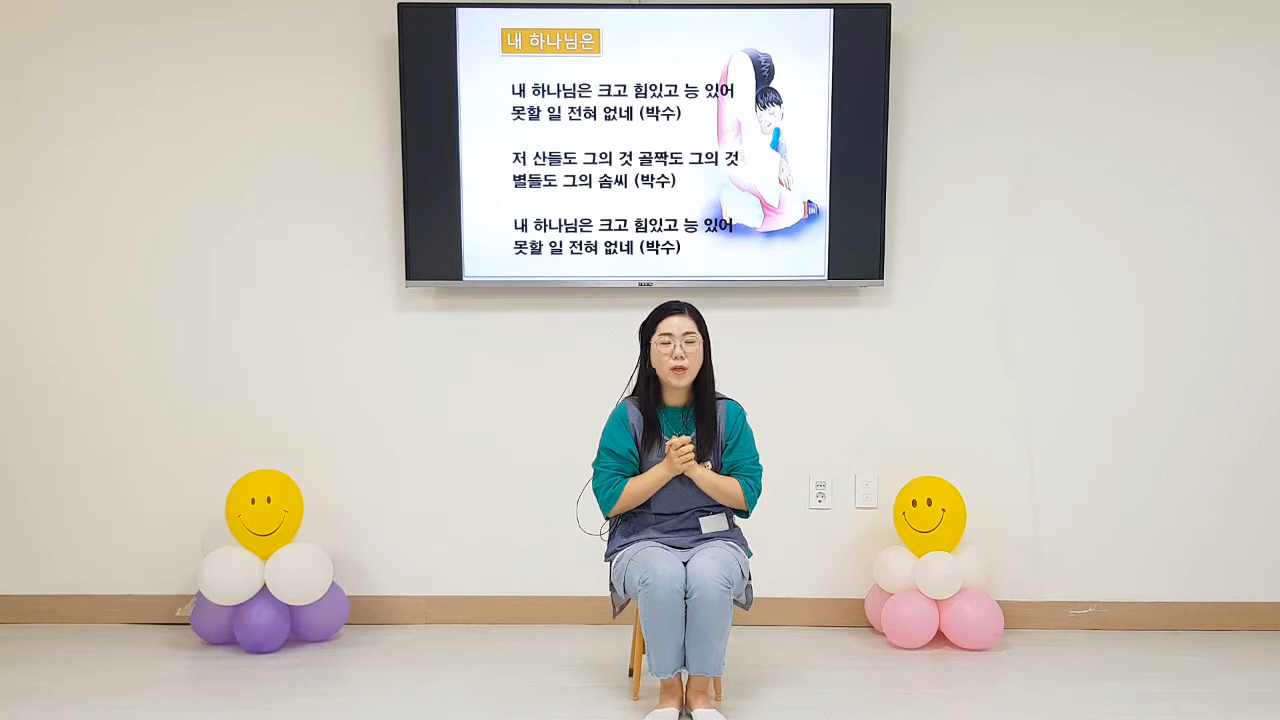 내 하나님은
내 하나님은 크고 힘있고 능 있어
못할 일 전혀 없네 (박수)
저 산들도 그의 것 골짝도 그의 것
별들도 그의 솜씨 (박수)
내 하나님은 크고 힘있고 능 있어
못할 일 전혀 없네 (박수)